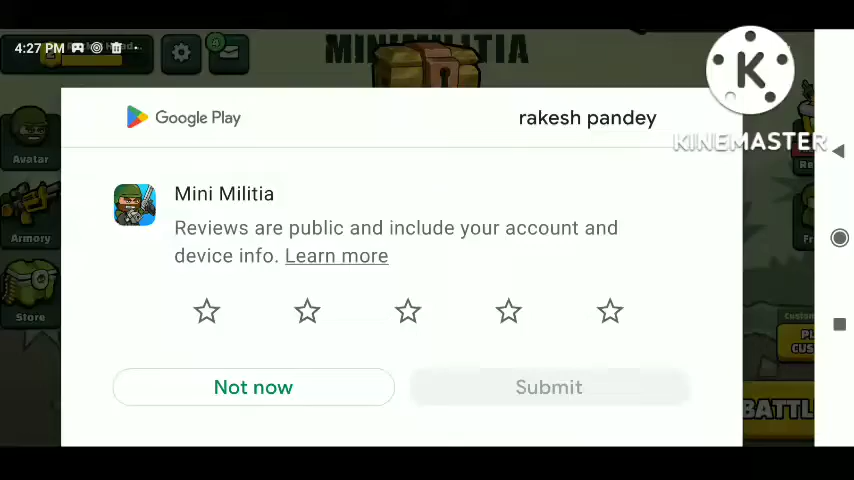 4:27 PM
MINIMILITIA
4
KINEMASTER
Google Play
rakesh pandey
Avatar
Mini Militia
Reviews are public and include your account and
device info. Learn more
Armory
Store
Not now
Submit
BATTL